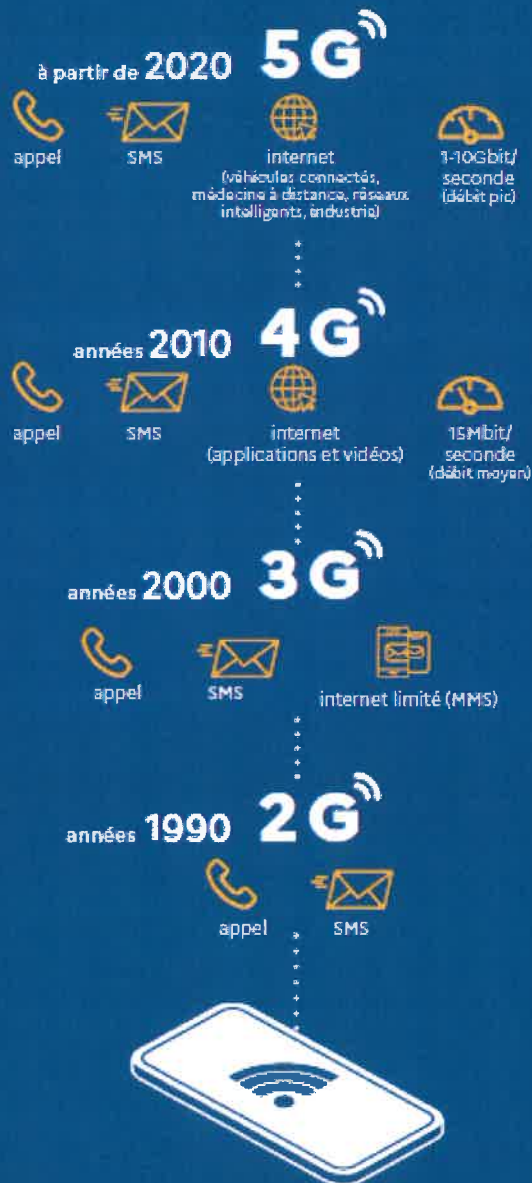 à partir de 2020 5G
appel
SMS
internet
(véhicules connectés,
médecine à distance, réseaux
intelligents, industrie)
1-10Gbit/
seconde
(débit pic)
années 2010 4G
appel
SMS
internet
(applications et vidéos)
15Mbit/
seconde
(débit moyen)
années 2000 3G
appel
SMS
internet limité (MMS)
années 1990 2G
appel
SMS